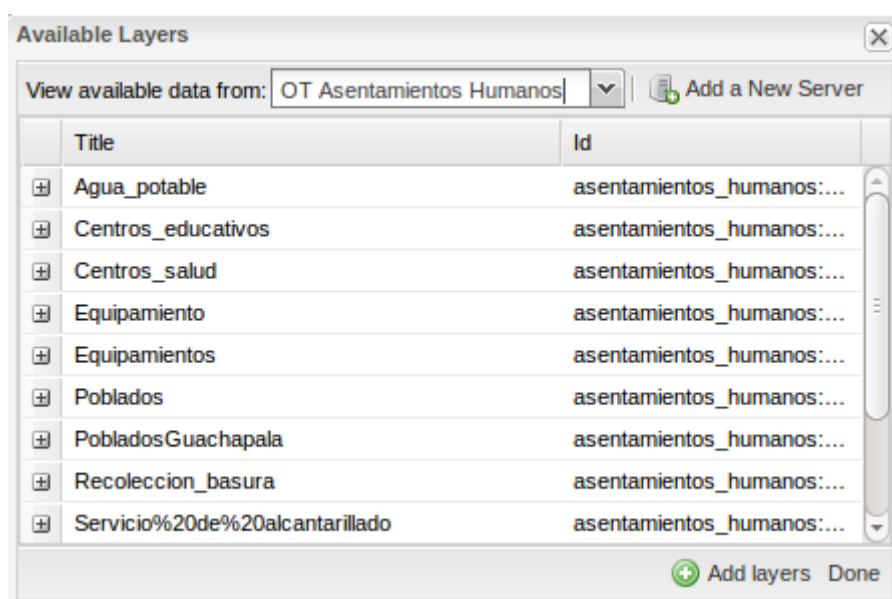 Available Layers
View available data from: OT Asentamientos Humanos Add a New Server
Title Id
Agua_potable asentamientos_humanos:...
Centros_educativos asentamientos_humanos:...
Centros_salud asentamientos_humanos:...
Equipamiento asentamientos_humanos:...
Equipamientos asentamientos_humanos:...
Poblados asentamientos_humanos:...
PobladosGuachapala asentamientos_humanos:...
Recoleccion_basura asentamientos_humanos:...
Servicio%20de%20alcantarillado asentamientos_humanos:...
Add layers Done